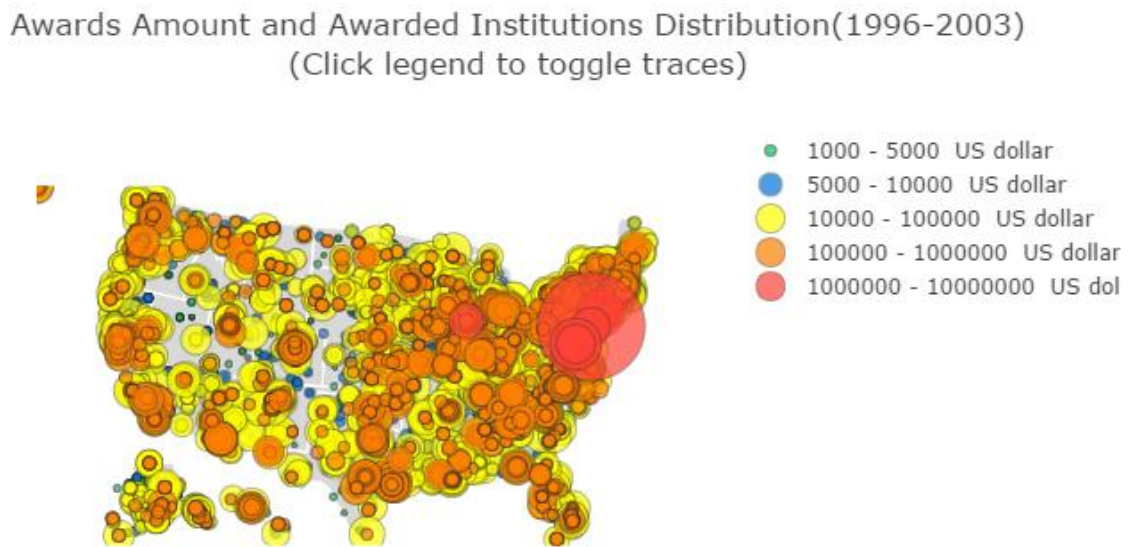 Awards Amount and Awarded Institutions Distribution(1996-2003)
(Click legend to toggle traces)
1000 - 5000 US dollar
5000 - 10000 US dollar
10000 - 100000 US dollar
100000 - 1000000 US dollar
1000000 - 10000000 US dol